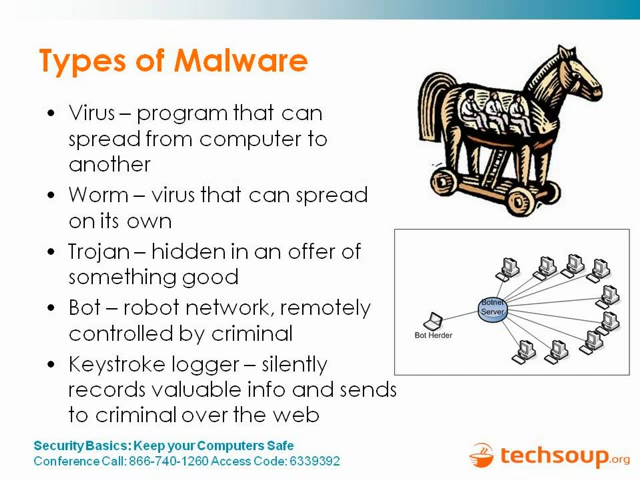 Types of Malware
• Virus – program that can
spread from computer to
another
• Worm – virus that can spread
on its own
• Trojan – hidden in an offer of
something good
• Bot – robot network, remotely
controlled by criminal
• Keystroke logger – silently
records valuable info and sends
to criminal over the web
Botnet
Server
Bot Herder
Security Basics: Keep your Computers Safe
Conference Call: 866-740-1260 Access Code: 6339392
techsoup.org